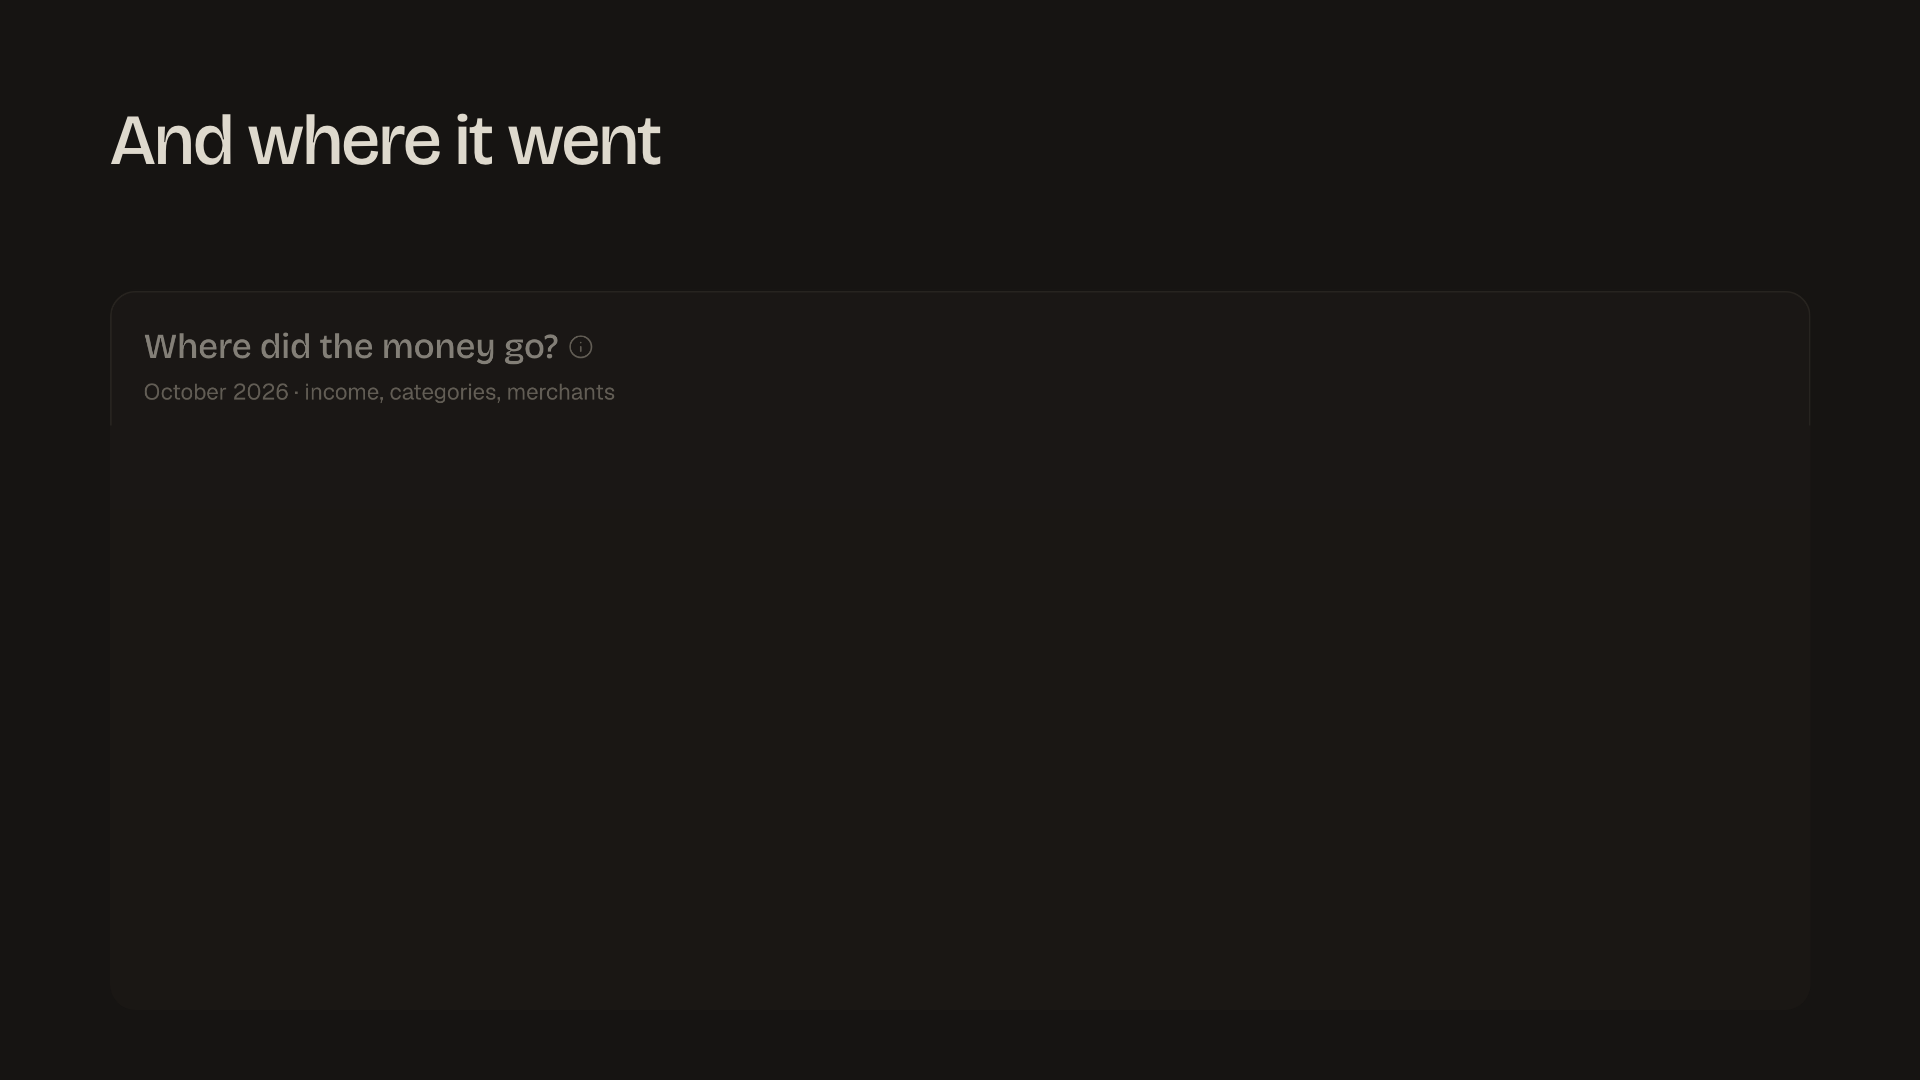 And where it went
Where did the money go?
October 2026 · income, categories, merchants